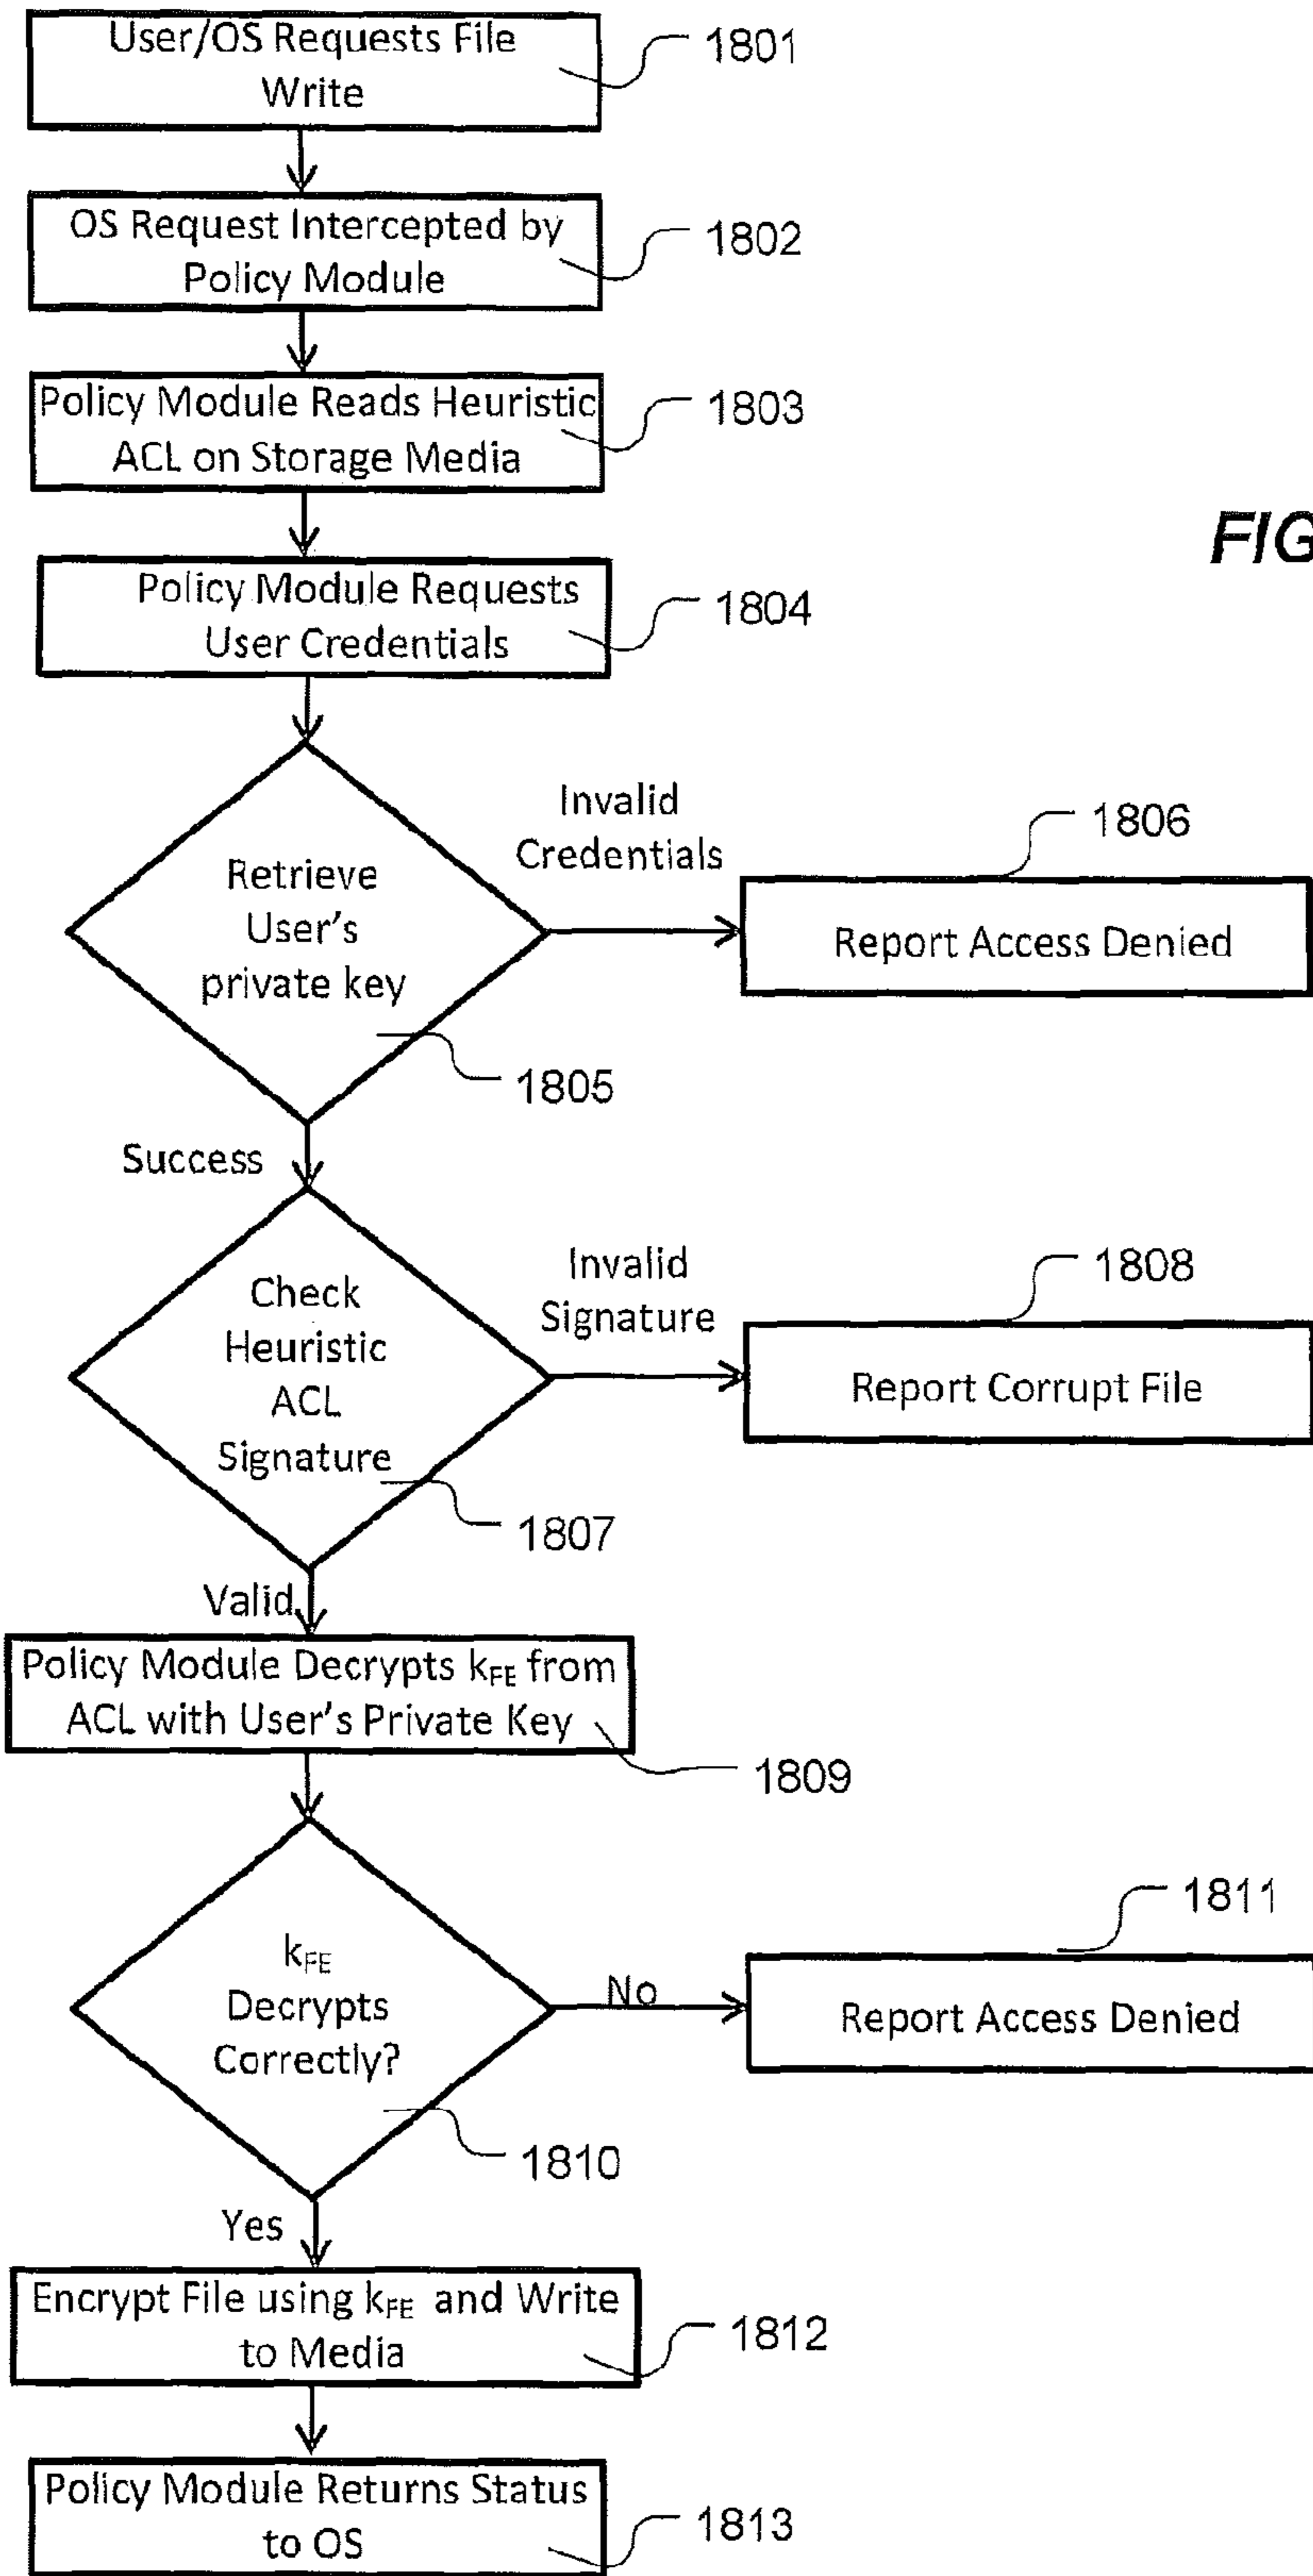 User/OS Requests File
Write
1801
OS Request Intercepted by
Policy Module
1802
Policy Module Reads Heuristic
ACL on Storage Media
1803
FIG
Policy Module Requests
User Credentials
1804
Retrieve
User's
private key
1805
Invalid
Credentials
1806
Report Access Denied
Success
Check
Heuristic
ACL
Signature
1807
Invalid
Signature
1808
Report Corrupt File
Valid
Policy Module Decrypts kFE from
ACL with User's Private Key
1809
kFE
Decrypts
Correctly?
1810
No
1811
Report Access Denied
Yes
Encrypt File using kFE and Write
to Media
1812
Policy Module Returns Status
to OS
1813